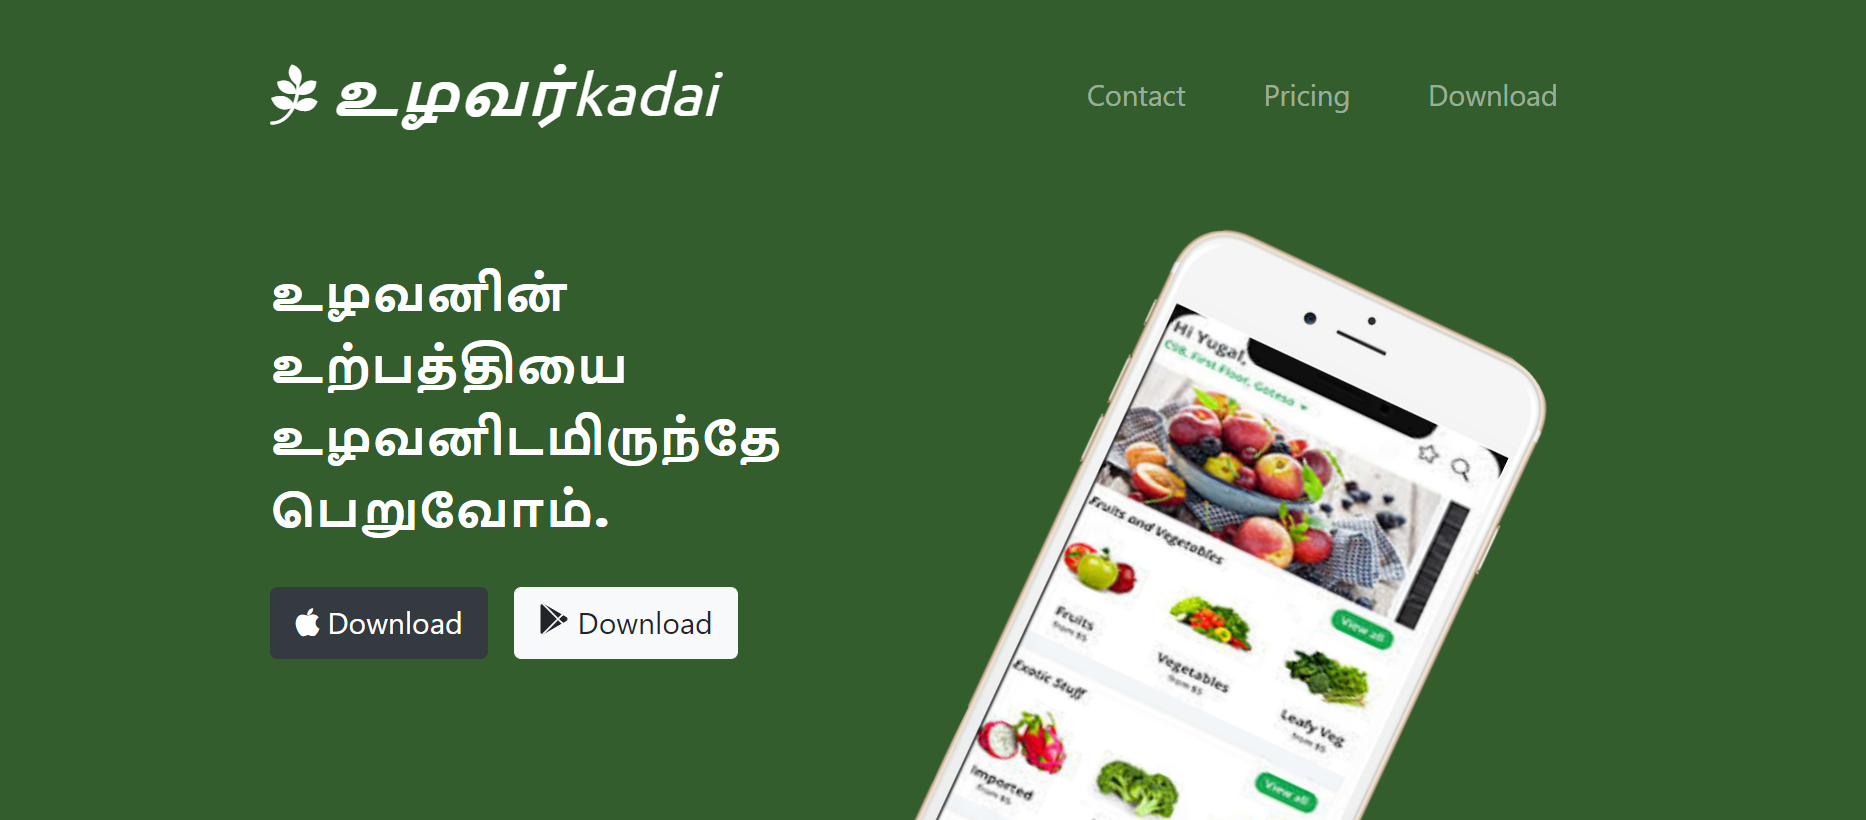 உழவர்kadai
Contact
Pricing
Download
உழவனின்
உற்பத்தியை
உழவனிடமிருந்தே
பெறுவோம்.
Download
Download
Hi Yugal,
C98, First Floor, Goteso
Fruits and Vegetables
View all
Fruits
from $5
Vegetables
from $5
Leafy Veg
from $5
Exotic Stuff
View all
Imported
from $5